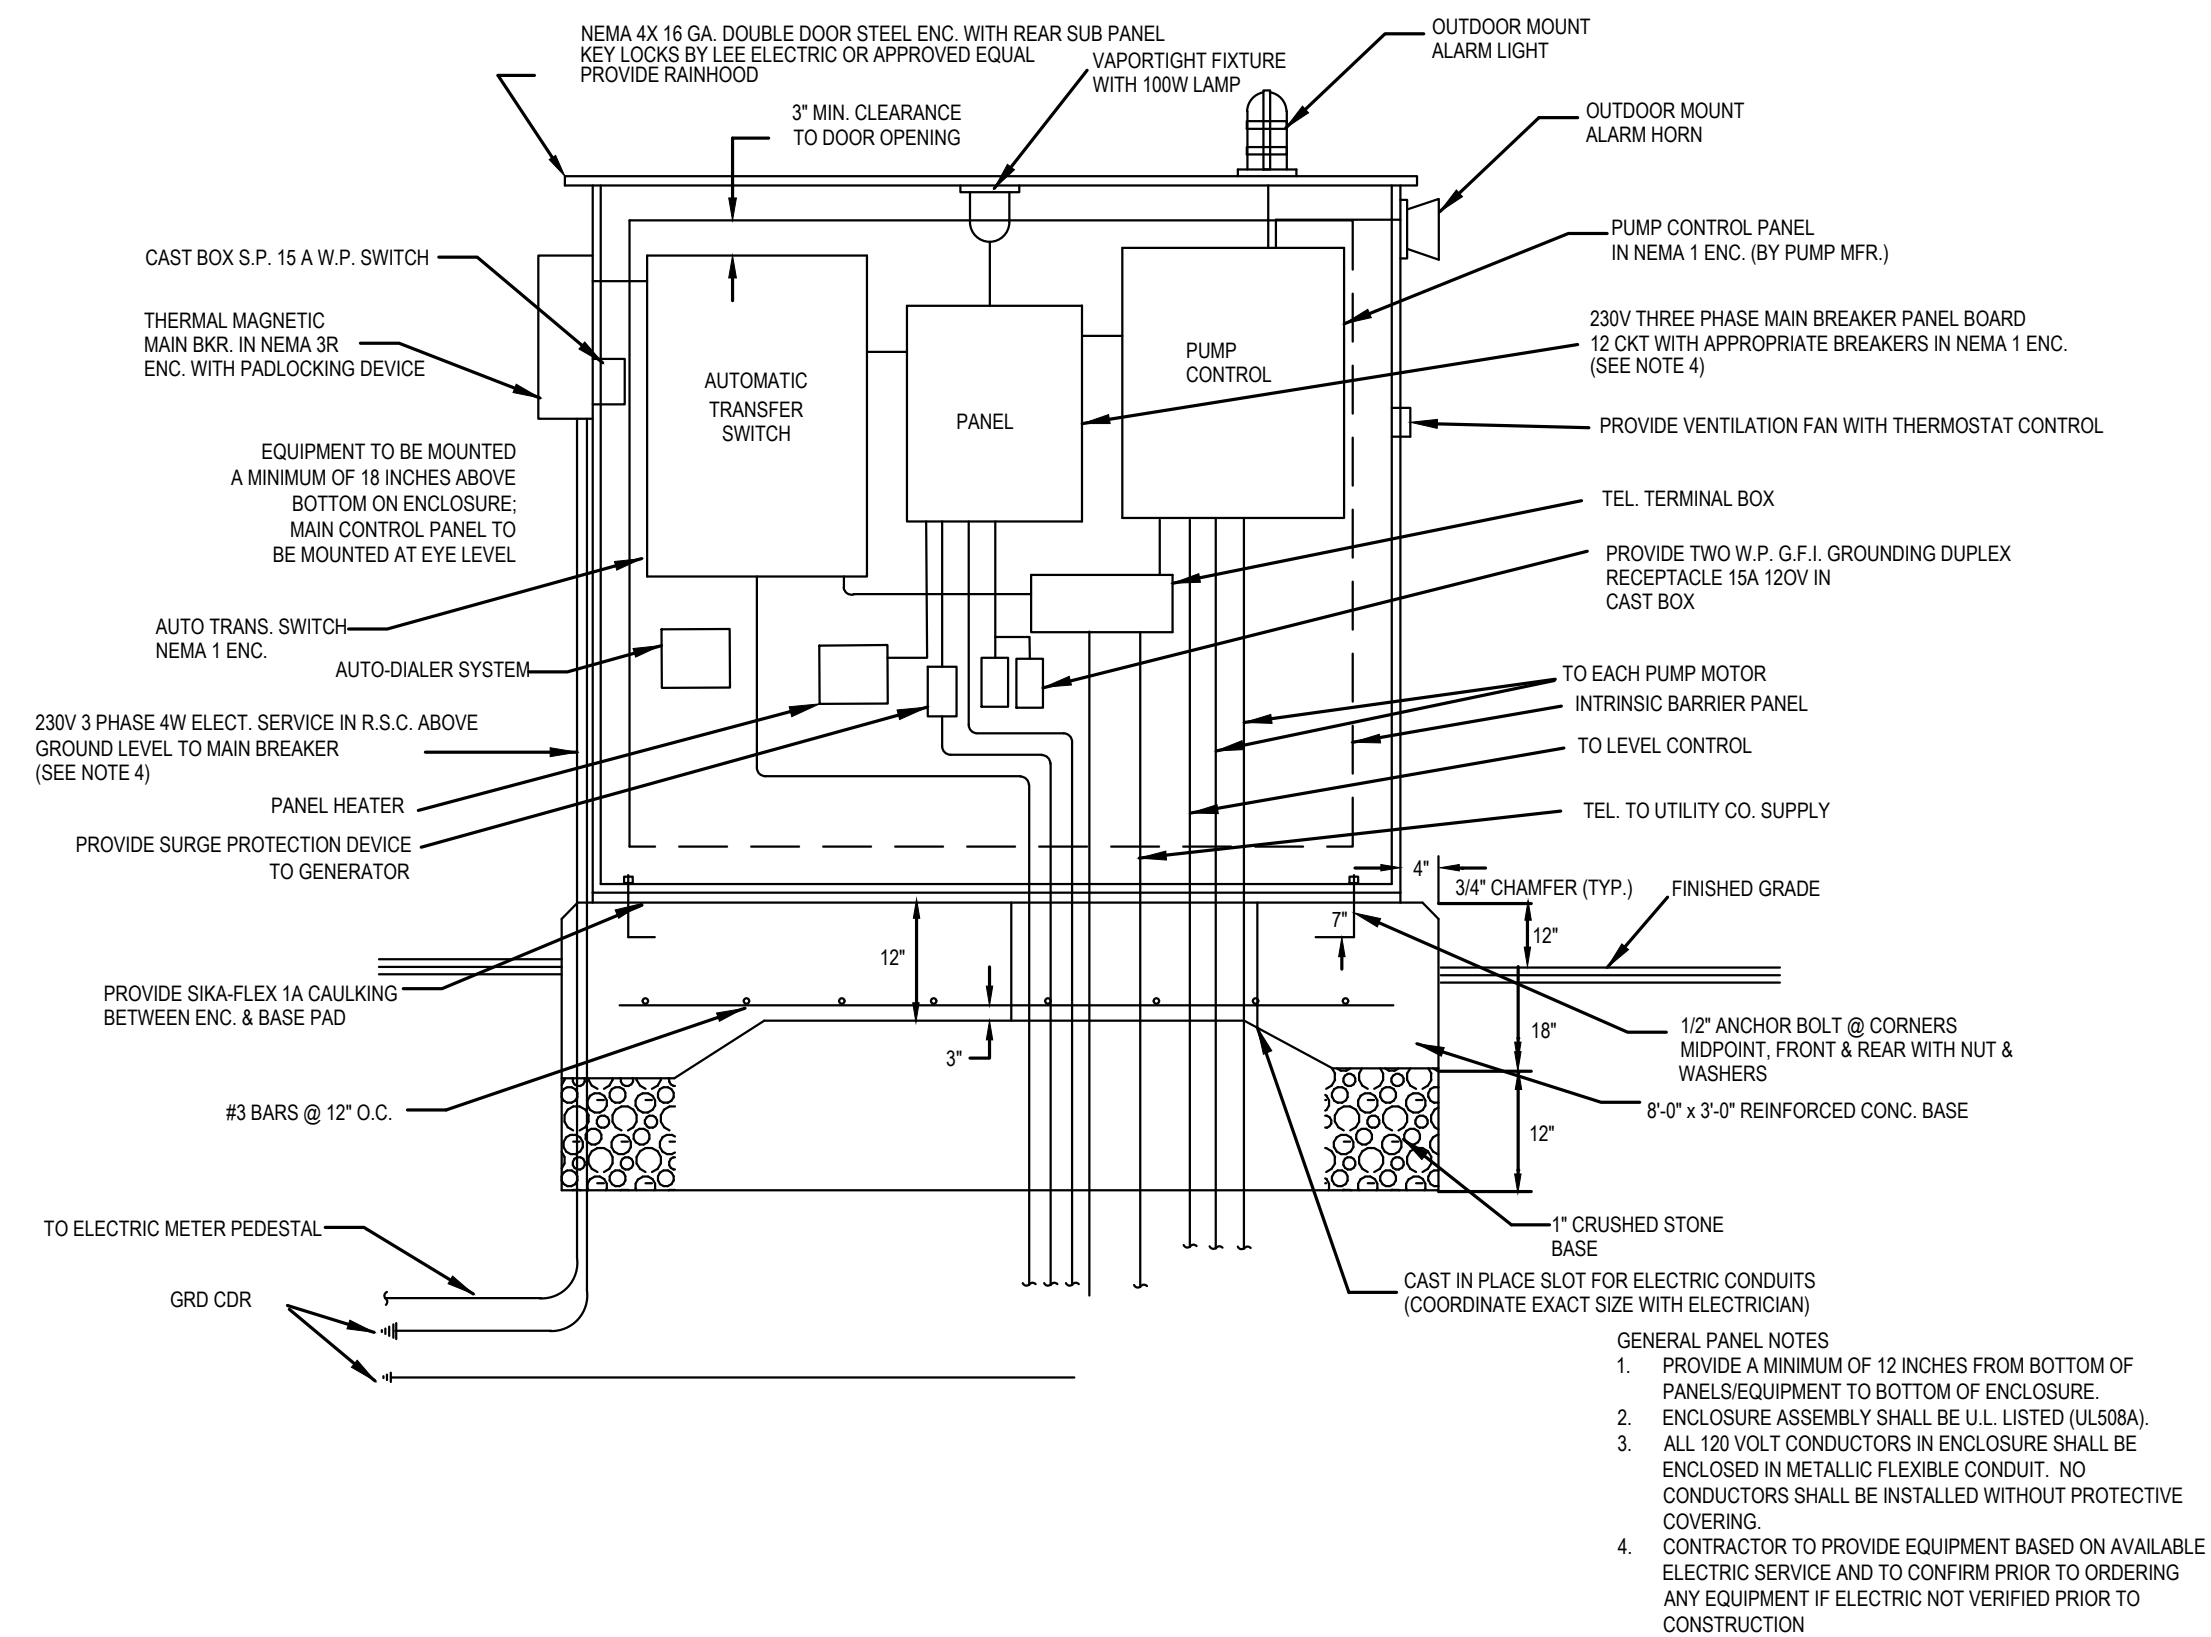 NEMA 4X 16 GA. DOUBLE DOOR STEEL ENC. WITH REAR SUB PANEL
KEY LOCKS BY LEE ELECTRIC OR APPROVED EQUAL
PROVIDE RAINHOOD
VAPORTIGHT FIXTURE
WITH 100W LAMP
OUTDOOR MOUNT
ALARM LIGHT
3" MIN. CLEARANCE
TO DOOR OPENING
OUTDOOR MOUNT
ALARM HORN
CAST BOX S.P. 15 A W.P. SWITCH
THERMAL MAGNETIC
MAIN BKR. IN NEMA 3R
ENC. WITH PADLOCKING DEVICE
EQUIPMENT TO BE MOUNTED
A MINIMUM OF 18 INCHES ABOVE
BOTTOM ON ENCLOSURE;
MAIN CONTROL PANEL TO
BE MOUNTED AT EYE LEVEL
AUTO TRANS. SWITCH
NEMA 1 ENC.
AUTO-DIALER SYSTEM
230V 3 PHASE 4W ELECT. SERVICE IN R.S.C. ABOVE
GROUND LEVEL TO MAIN BREAKER
(SEE NOTE 4)
PANEL HEATER
PROVIDE SURGE PROTECTION DEVICE
TO GENERATOR
AUTOMATIC
TRANSFER
SWITCH
PANEL
PUMP
CONTROL
PUMP CONTROL PANEL
IN NEMA 1 ENC. (BY PUMP MFR.)
230V THREE PHASE MAIN BREAKER PANEL BOARD
12 CKT WITH APPROPRIATE BREAKERS IN NEMA 1 ENC.
(SEE NOTE 4)
PROVIDE VENTILATION FAN WITH THERMOSTAT CONTROL
TEL. TERMINAL BOX
PROVIDE TWO W.P. G.F.I. GROUNDING DUPLEX
RECEPTACLE 15A 12OV IN
CAST BOX
TO EACH PUMP MOTOR
INTRINSIC BARRIER PANEL
TO LEVEL CONTROL
TEL. TO UTILITY CO. SUPPLY
4"
3/4" CHAMFER (TYP.)
FINISHED GRADE
7"
12"
12"
PROVIDE SIKA-FLEX 1A CAULKING
BETWEEN ENC. & BASE PAD
3"
18"
1/2" ANCHOR BOLT @ CORNERS
MIDPOINT, FRONT & REAR WITH NUT &
WASHERS
#3 BARS @ 12" O.C.
8'-0" x 3'-0" REINFORCED CONC. BASE
12"
TO ELECTRIC METER PEDESTAL
1" CRUSHED STONE
BASE
GRD CDR
CAST IN PLACE SLOT FOR ELECTRIC CONDUITS
(COORDINATE EXACT SIZE WITH ELECTRICIAN)
GENERAL PANEL NOTES
1. PROVIDE A MINIMUM OF 12 INCHES FROM BOTTOM OF
PANELS/EQUIPMENT TO BOTTOM OF ENCLOSURE.
2. ENCLOSURE ASSEMBLY SHALL BE U.L. LISTED (UL508A).
3. ALL 120 VOLT CONDUCTORS IN ENCLOSURE SHALL BE
ENCLOSED IN METALLIC FLEXIBLE CONDUIT. NO
CONDUCTORS SHALL BE INSTALLED WITHOUT PROTECTIVE
COVERING.
4. CONTRACTOR TO PROVIDE EQUIPMENT BASED ON AVAILABLE
ELECTRIC SERVICE AND TO CONFIRM PRIOR TO ORDERING
ANY EQUIPMENT IF ELECTRIC NOT VERIFIED PRIOR TO
CONSTRUCTION